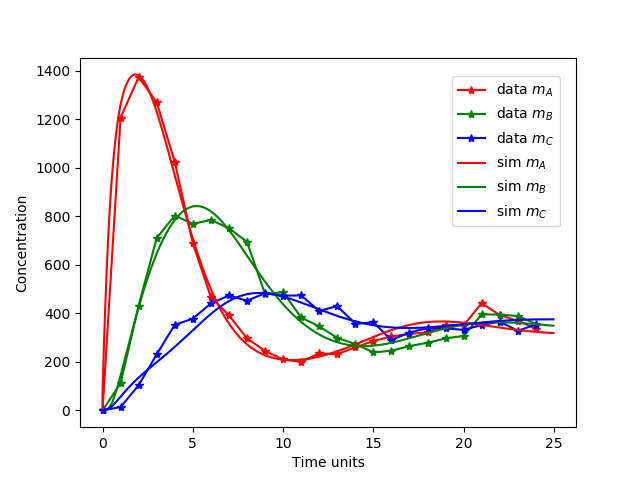 1400
1200
1000
800
600
400
200
0
Concentration
0 5 10 15 20 25
Time units
data m_A
data m_B
data m_C
sim m_A
sim m_B
sim m_C